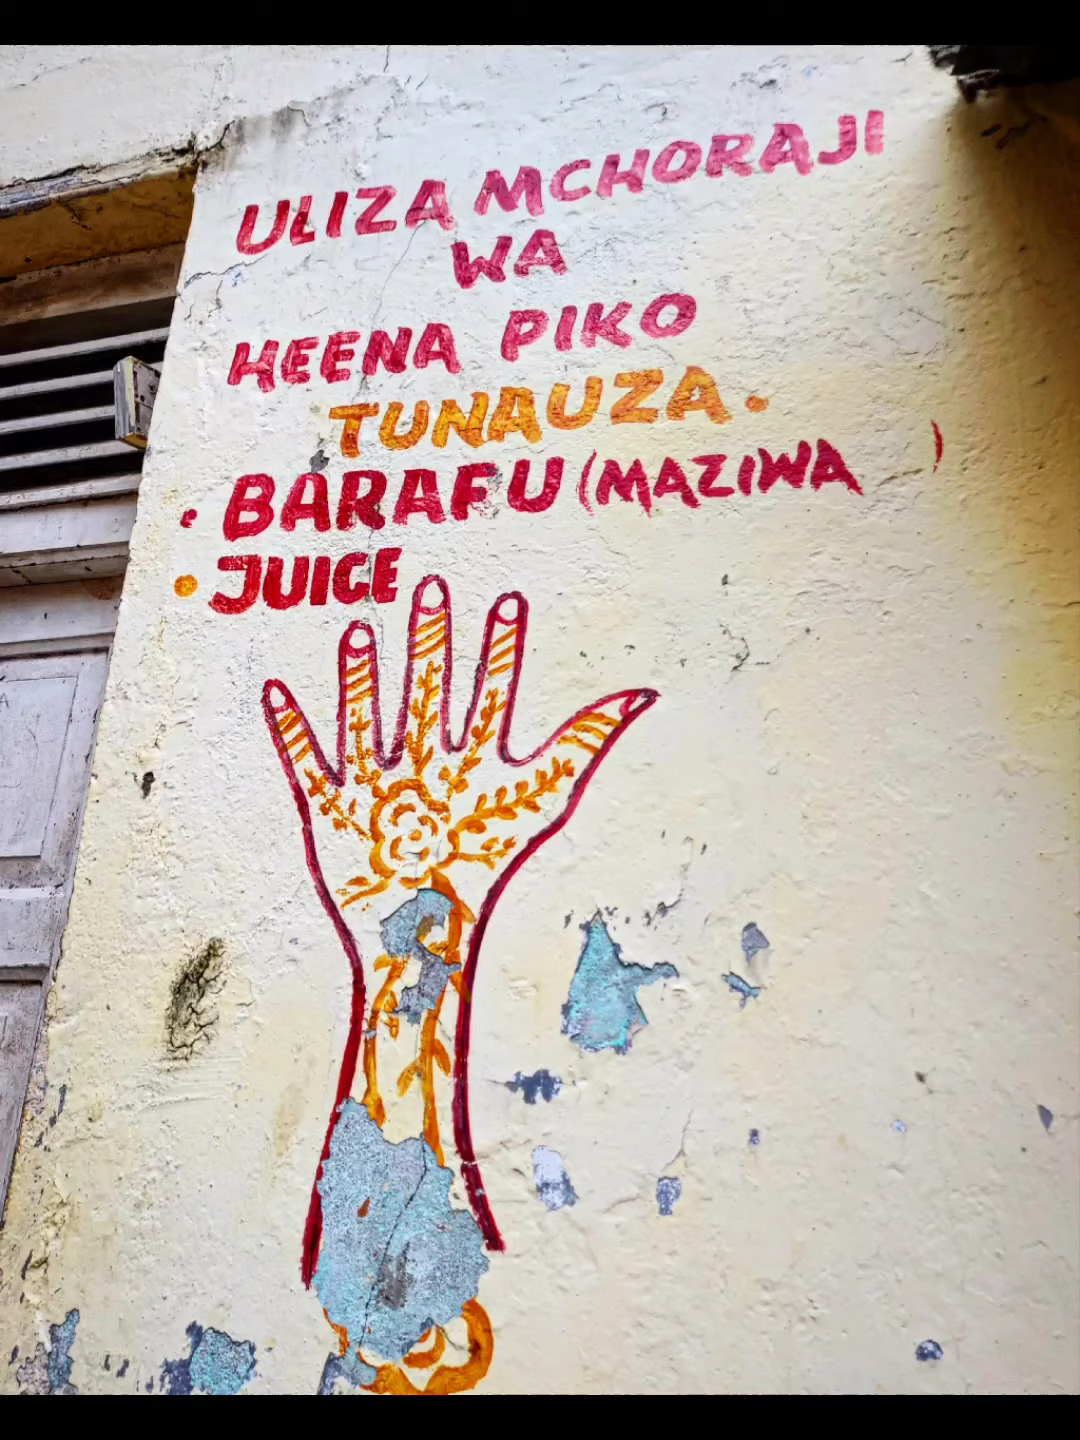 ULIZA MCHORAJI
WA
HEENA PIKO
TUNAUZA.
• BARAFU (MAZIWA )
• JUICE